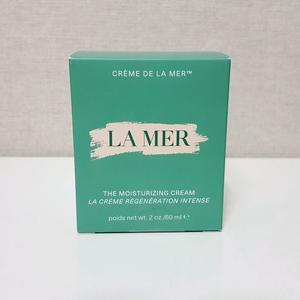 CRÈME DE LA MER™
LA MER
THE MOISTURIZING CREAM
LA CRÈME RÉGÉNÉRATION INTENSE
poids net wt. 2 oz./60 ml ℮